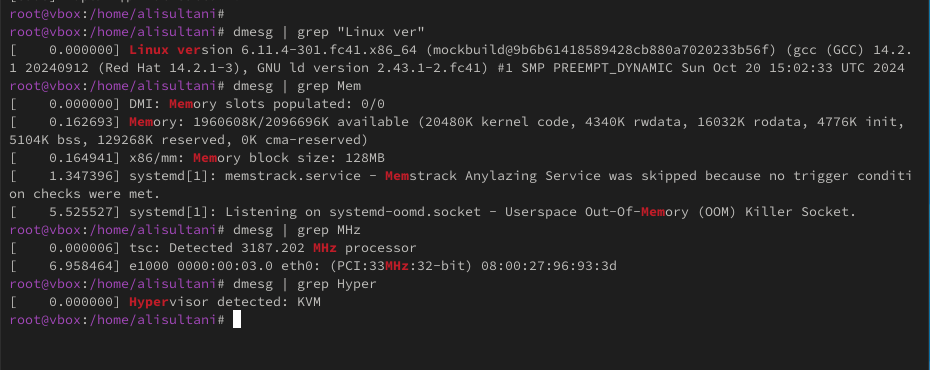 root@vbox:/home/alisultani#
root@vbox:/home/alisultani# dmesg | grep "Linux ver"
[    0.000000] Linux version 6.11.4-301.fc41.x86_64 (mockbuild@9b6b61418589428cb880a7020233b56f) (gcc (GCC) 14.2.
1 20240912 (Red Hat 14.2.1-3), GNU ld version 2.43.1-2.fc41) #1 SMP PREEMPT_DYNAMIC Sun Oct 20 15:02:33 UTC 2024
root@vbox:/home/alisultani# dmesg | grep Mem
[    0.000000] DMI: Memory slots populated: 0/0
[    0.162693] Memory: 1960608K/2096696K available (20480K kernel code, 4340K rwdata, 16032K rodata, 4776K init,
5104K bss, 129268K reserved, 0K cma-reserved)
[    0.164941] x86/mm: Memory block size: 128MB
[    1.347396] systemd[1]: memstrack.service - Memstrack Anylazing Service was skipped because no trigger conditi
on checks were met.
[    5.525527] systemd[1]: Listening on systemd-oomd.socket - Userspace Out-Of-Memory (OOM) Killer Socket.
root@vbox:/home/alisultani# dmesg | grep MHz
[    0.000006] tsc: Detected 3187.202 MHz processor
[    6.958464] e1000 0000:00:03.0 eth0: (PCI:33MHz:32-bit) 08:00:27:96:93:3d
root@vbox:/home/alisultani# dmesg | grep Hyper
[    0.000000] Hypervisor detected: KVM
root@vbox:/home/alisultani#